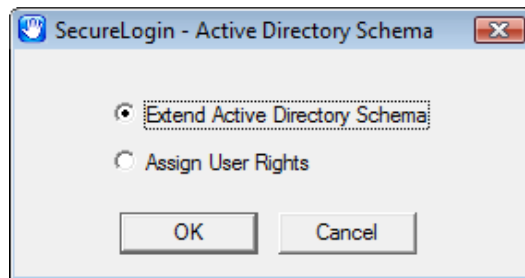 SecureLogin - Active Directory Schema
Extend Active Directory Schema
Assign User Rights
OK Cancel